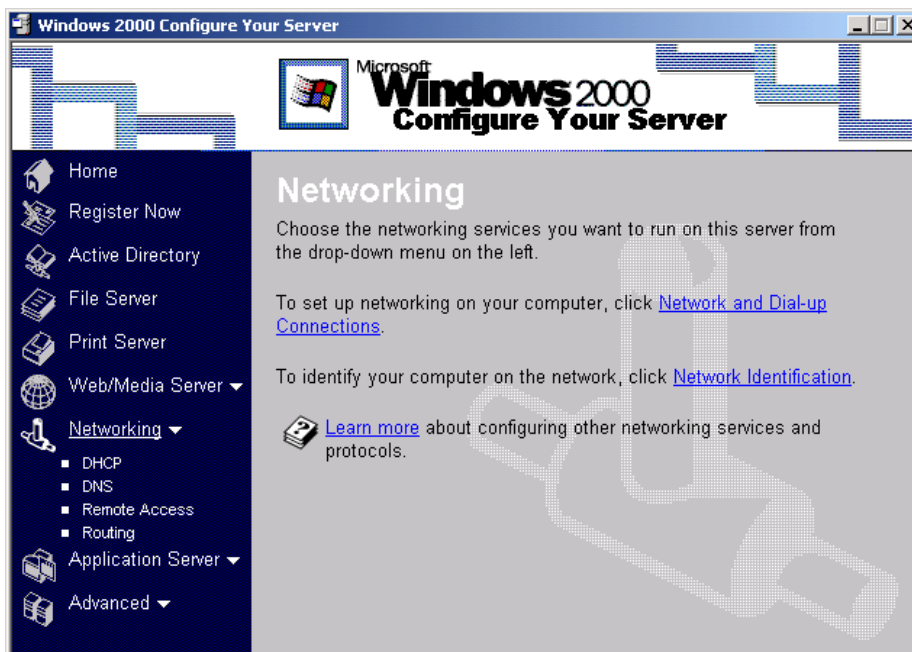 Windows 2000 Configure Your Server
Microsoft
Windows 2000
Configure Your Server
Home
Register Now
Active Directory
File Server
Print Server
Web/Media Server
Networking
DHCP
DNS
Remote Access
Routing
Application Server
Advanced
Networking
Choose the networking services you want to run on this server from
the drop-down menu on the left.
To set up networking on your computer, click Network and Dial-up
Connections.
To identify your computer on the network, click Network Identification.
Learn more about configuring other networking services and
protocols.